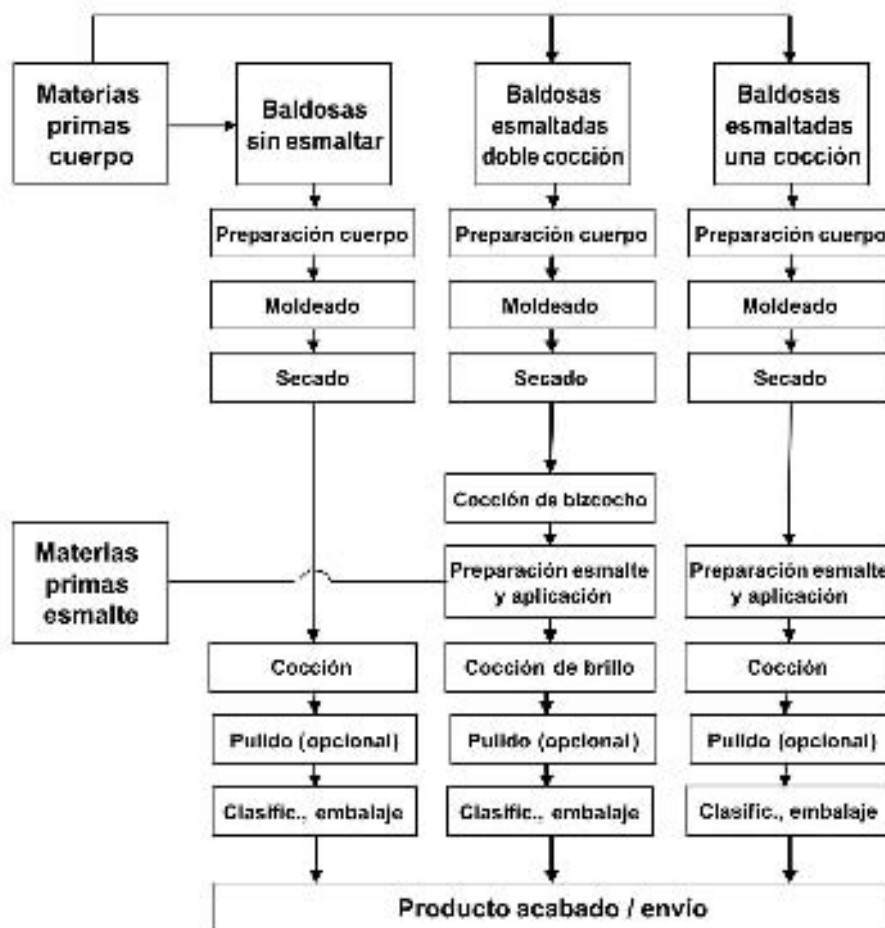 Materias
primas
cuerpo
Baldosas
sin esmaltar
Baldosas
esmaltadas
doble cocción
Baldosas
esmaltadas
una cocción
Preparación cuerpo
Preparación cuerpo
Preparación cuerpo
Moldeado
Moldeado
Moldeado
Secado
Secado
Secado
Cocción de bizcocho
Materias
primas
esmalte
Preparación esmalte
y aplicación
Preparación esmalte
y aplicación
Cocción
Cocción de brillo
Cocción
Pulido (opcional)
Pulido (opcional)
Pulido (opcional)
Clasific., embalaje
Clasific., embalaje
Clasific., embalaje
Producto acabado / envío